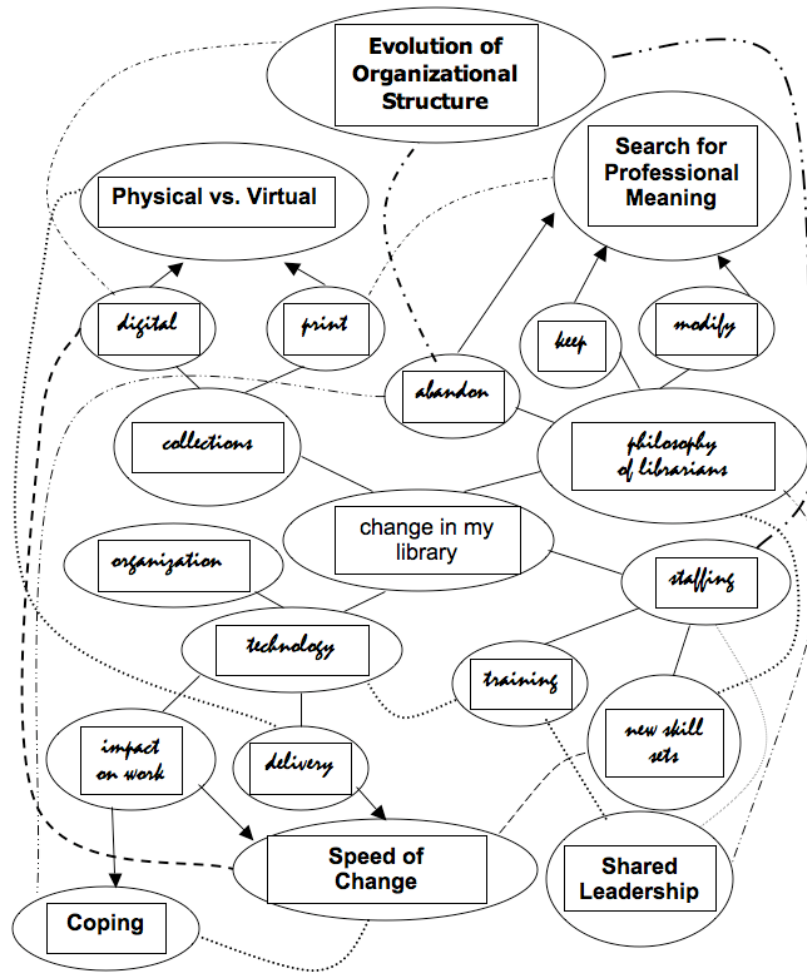 Evolution of
Organizational
Structure
Search for
Professional
Meaning
Physical vs. Virtual
digital
print
keep
modify
abandon
collections
philosophy
of librarians
change in my
library
organization
staffing
technology
training
impact
on work
delivery
new skill
sets
Speed of
Change
Shared
Leadership
Coping